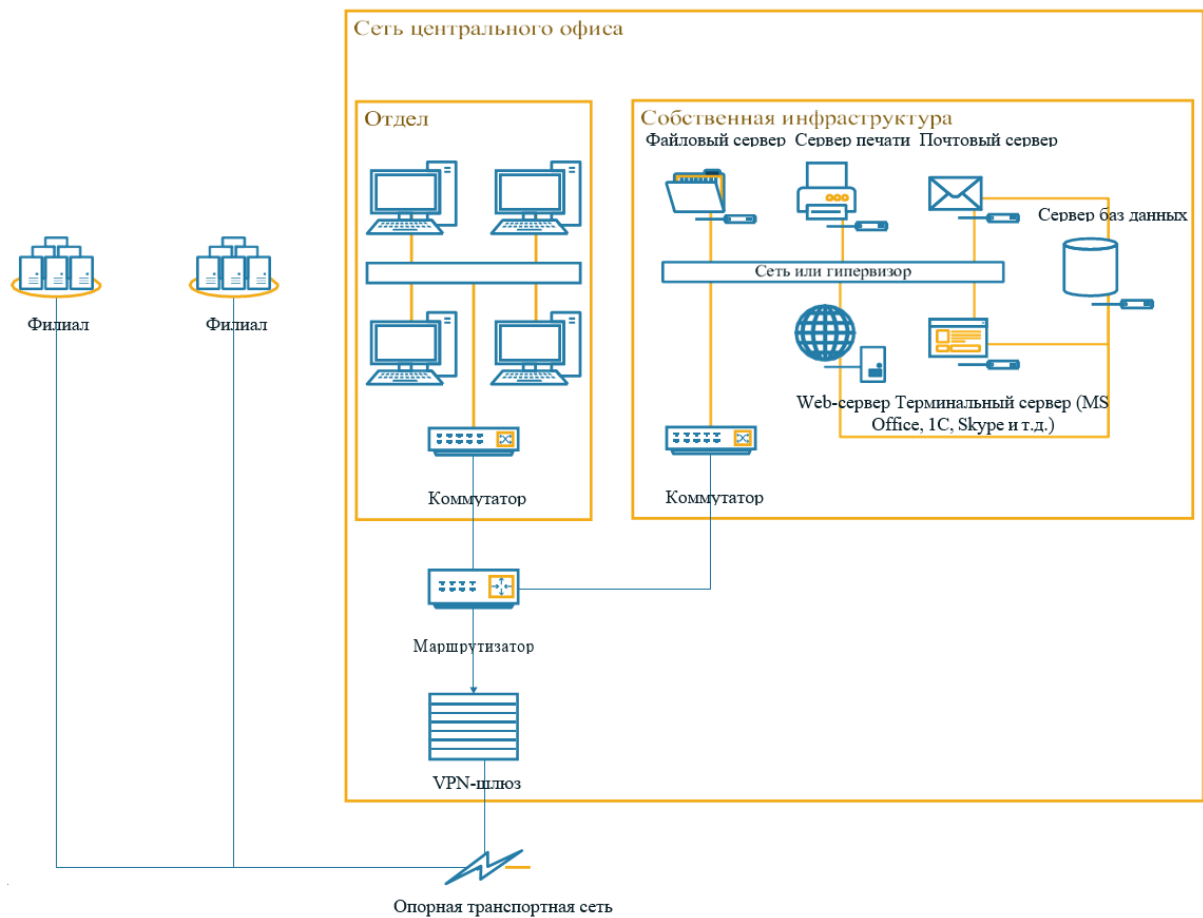 Сеть центрального офиса
Отдел
Собственная инфраструктура
Файловый сервер
Сервер печати
Почтовый сервер
Сервер баз данных
Сеть или гипервизор
Филиал
Филиал
Web-сервер
Терминальный сервер (MS
Office, 1C, Skype и т.д.)
Коммутатор
Коммутатор
Маршрутизатор
VPN-шлюз
Опорная транспортная сеть